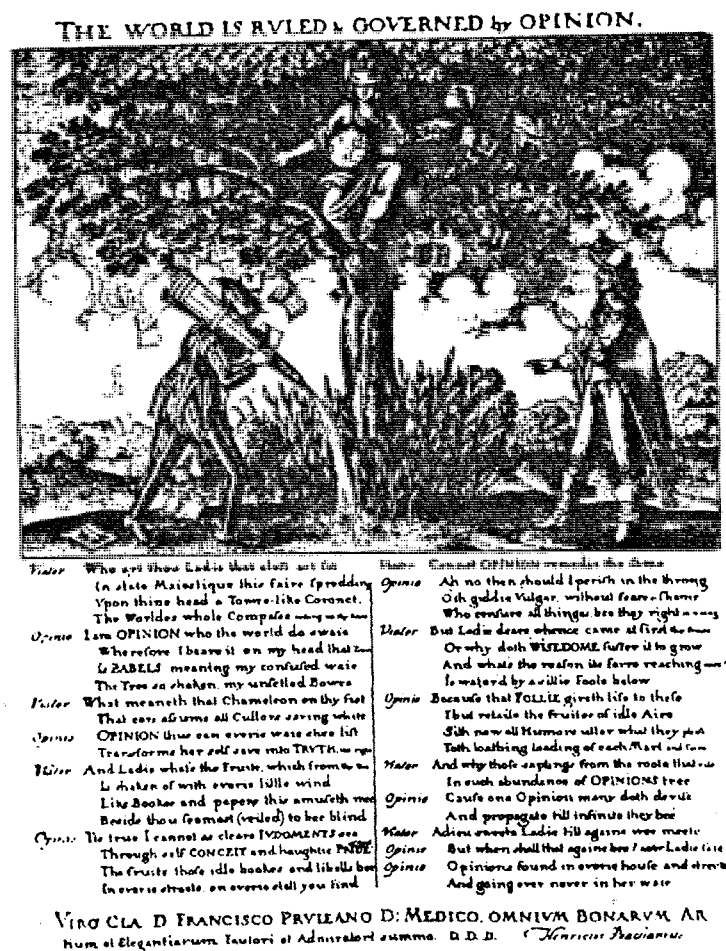 THE WORLD IS RVLED & GOVERNED by OPINION.
Viator Who art thou Ladie that aloft art set
In state Maiestique this faire spredding
Vpon thine head a Towre-like Coronet,
The Worldes whole Compasse
Opinio I am OPINION who the world do swaie
Wherefore I beare it on my head that
Is BABELS meaning my confused waie
The Tree so shaken, my unsetled Bowre
Viator What meaneth that Chameleon on thy fist
That can assume all Cullors saving white
Opinio OPINION thus can everie waie shee list
Transforme her self save into TRVTH,
Viator And Ladie whats the Fruite, which from
Is shaken of with everie little wind
Like Bookes and papers this amuseth
Beside thou seemest (veiled) to bee blind
Opinio Tis true I cannot as cleare IVDGMENTS see
Through self CONCEIT and haughtie PRIDE
The fruite those idle bookes and libells bee
In everie streete, on everie stall you find
Viator Cannot OPINION remedie the same
Opinio Ah no then should I perish in the throng
Oth giddie Vulgar, without feare or shame
Who censure all thinges, bee they right
Viator But Ladie deare whence came at first
Or why doth WISEDOME suffer it to grow
And whats the reason its farre reaching
Is waterd by a sillie Foole below
Opinio Because that FOLLIE giveth life to these
I but retaile the fruites of idle Aire
Sith now all Humors utter what they
Toth loathing loading of each Mart and
Viator And why those saplings from the roote that
In such abundance of OPINIONS tree
Opinio Cause one Opinion many doth devise
And propagate till infinite they bee
Viator Adieu sweete Ladie till againe wee meete
Opinio But when shall that againe bee Ladie
Opinio Opinions found in everie house and
And going ever never in her waie
VIRO CLA. D. FRANCISCO PRVIEANO D: MEDICO, OMNIVM BONARVM AR
tium et Elegantiarum Fautori et Admiratori summo. D.D.D. Henricus